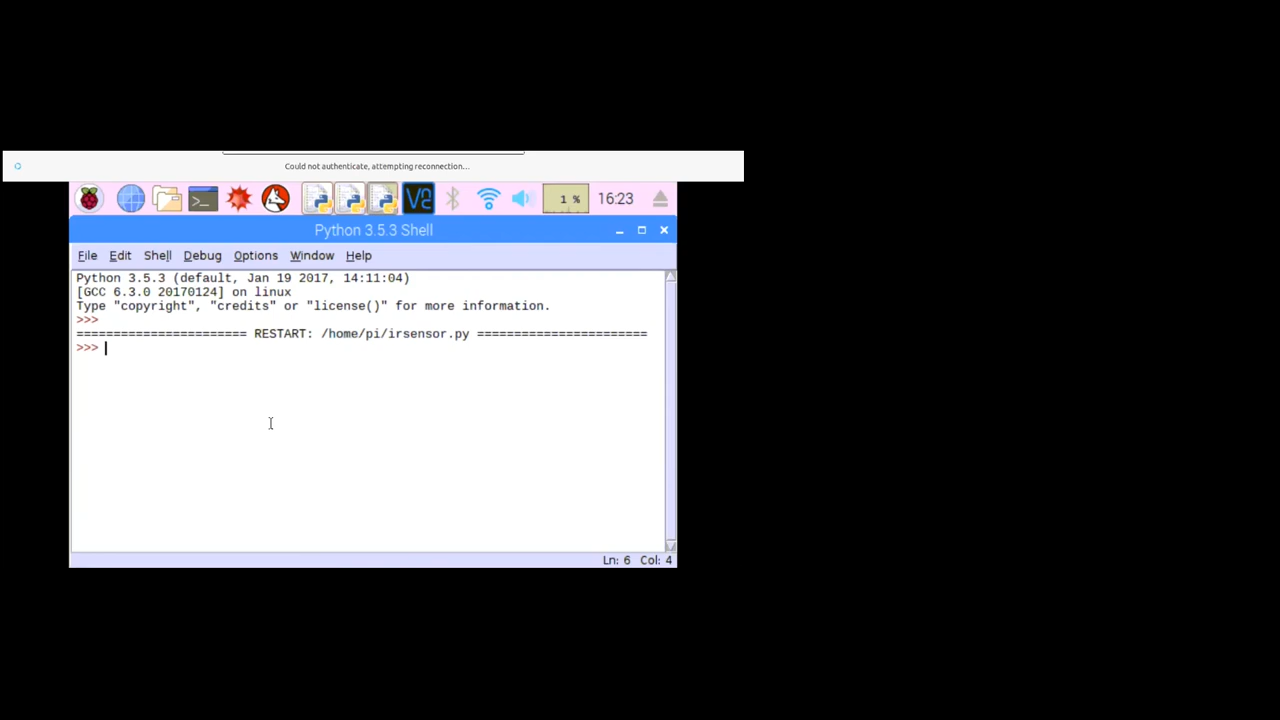 Could not authenticate, attempting reconnection...
1 % 16:23
Python 3.5.3 Shell
File Edit Shell Debug Options Window Help
Python 3.5.3 (default, Jan 19 2017, 14:11:04)
[GCC 6.3.0 20170124] on linux
Type "copyright", "credits" or "license()" for more information.
>>>
======================= RESTART: /home/pi/irsensor.py =======================
>>>
Ln: 6 Col: 4